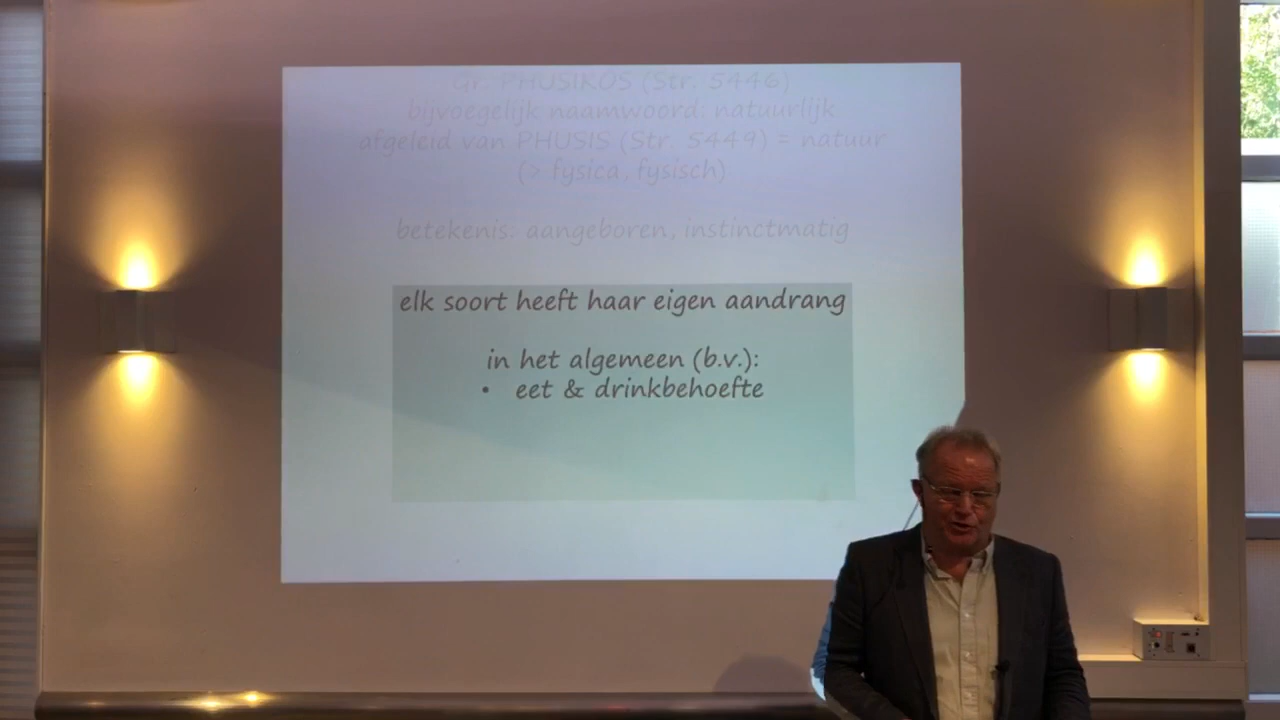 Gr. PHUSIKOS (Str. 5446)
bijvoegelijk naamwoord: natuurlijk
afgeleid van PHUSIS (Str. 5449) = natuur
(> fysica, fysisch)
betekenis: aangeboren, instinctmatig
elk soort heeft haar eigen aandrang
in het algemeen (b.v.):
• eet & drinkbehoefte